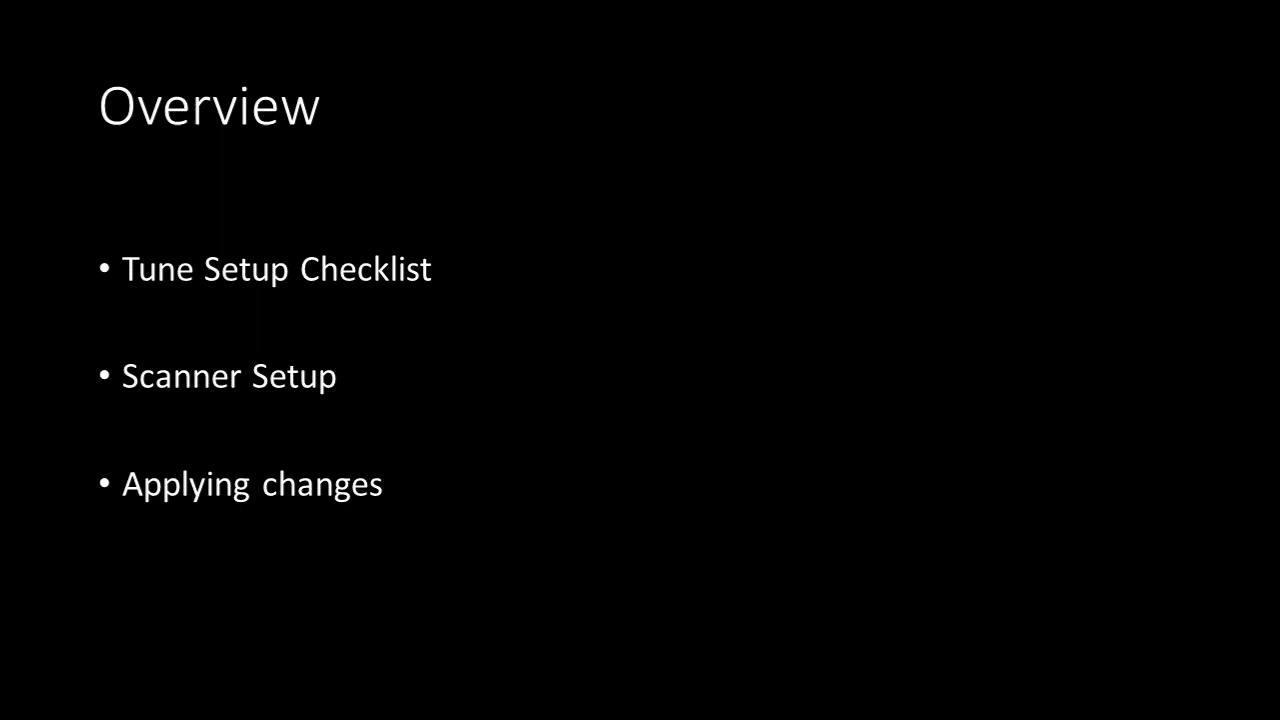 Overview
• Tune Setup Checklist
• Scanner Setup
• Applying changes